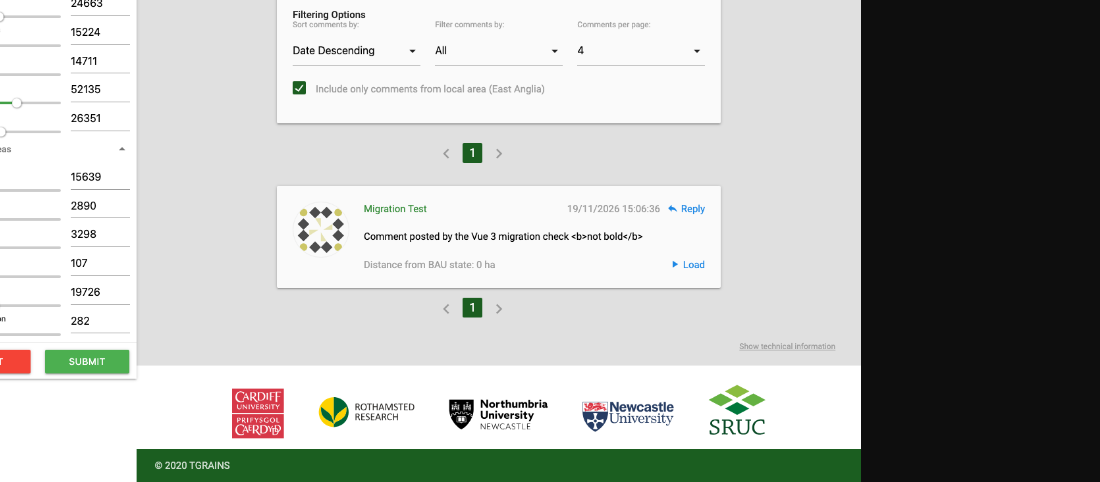 24663
15224
14711
52135
26351
eas
15639
2890
3298
107
19726
282
SUBMIT
Filtering Options
Sort comments by: Filter comments by: Comments per page:
Date Descending All 4
Include only comments from local area (East Anglia)
1
Migration Test 19/11/2026 15:06:36 Reply
Comment posted by the Vue 3 migration check <b>not bold</b>
Distance from BAU state: 0 ha Load
1
Show technical information
CARDIFF
UNIVERSITY
PRIFYSGOL
CAERDYDD
ROTHAMSTED
RESEARCH
Northumbria
University
NEWCASTLE
Newcastle
University
SRUC
© 2020 TGRAINS